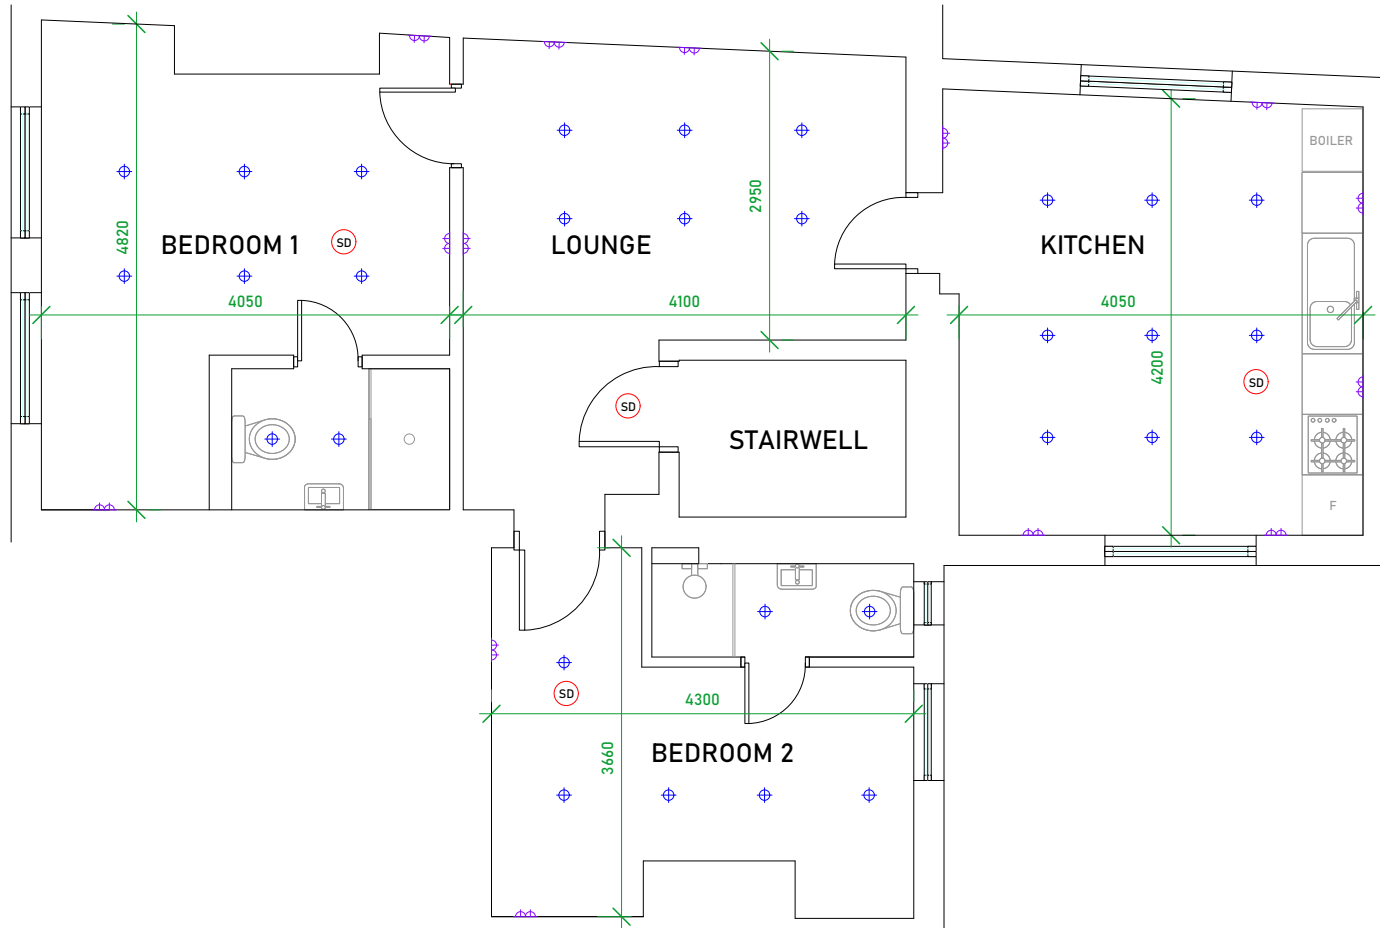 BOILER
2950
4820
BEDROOM 1
SD
LOUNGE
KITCHEN
4050
4100
4050
4200
SD
SD
STAIRWELL
F
SD
4300
3660
BEDROOM 2